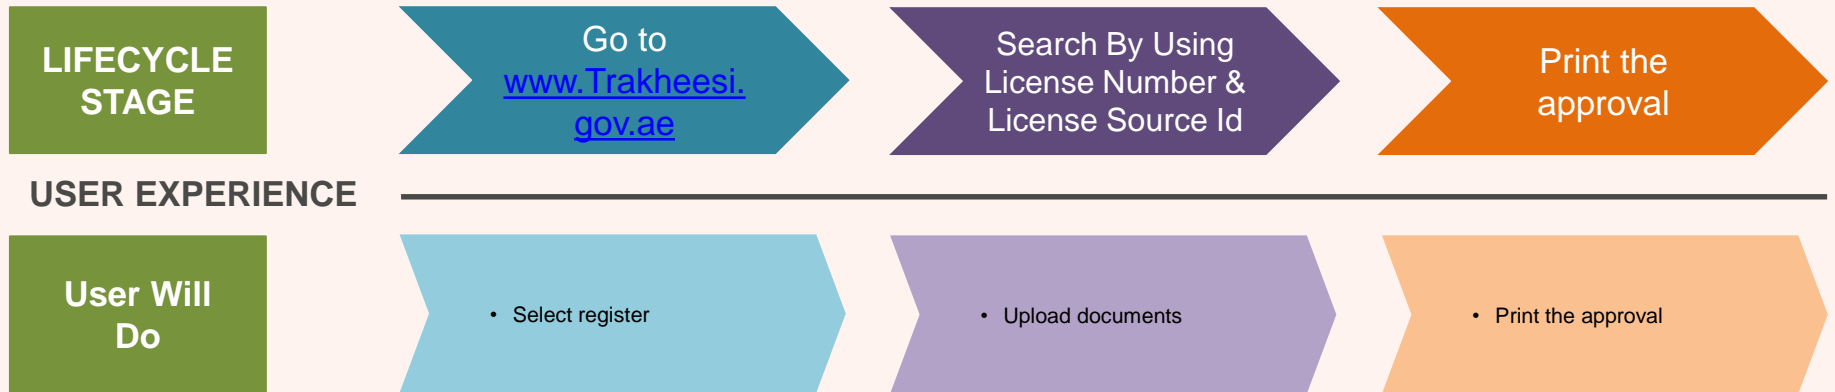 LIFECYCLE
STAGE
Go to
www.Trakheesi.
gov.ae
Search By Using
License Number &
License Source Id
Print the
approval
USER EXPERIENCE
User Will
Do
• Select register
• Upload documents
• Print the approval